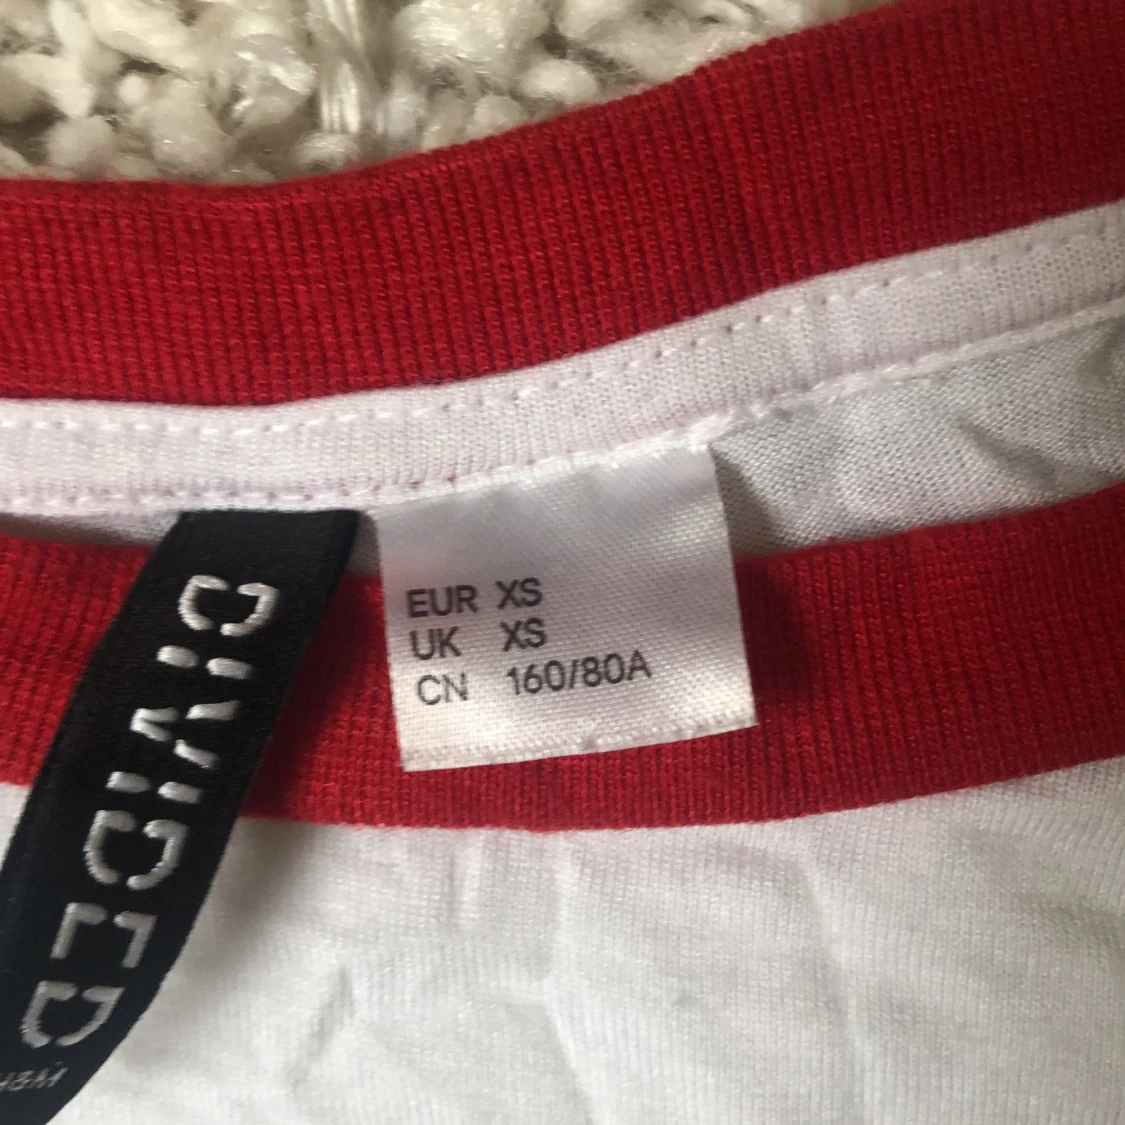 DIVIDED
H&M
EUR XS
UK XS
CN 160/80A